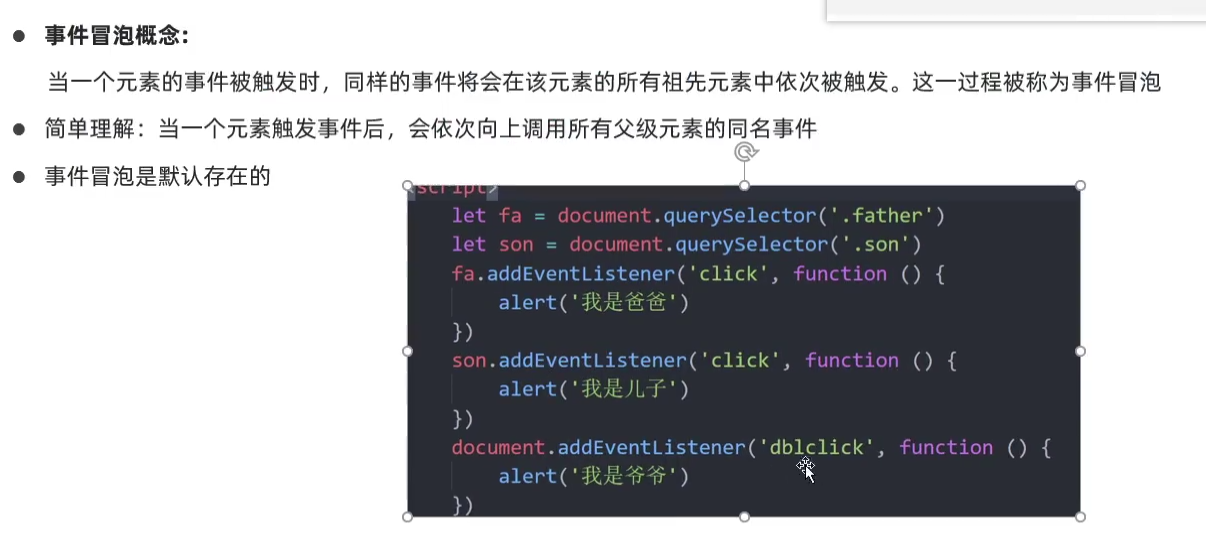 事件冒泡概念:
当一个元素的事件被触发时，同样的事件将会在该元素的所有祖先元素中依次被触发。这一过程被称为事件冒泡
简单理解：当一个元素触发事件后，会依次向上调用所有父级元素的同名事件
事件冒泡是默认存在的
<script>
let fa = document.querySelector('.father')
let son = document.querySelector('.son')
fa.addEventListener('click', function () {
alert('我是爸爸')
})
son.addEventListener('click', function () {
alert('我是儿子')
})
document.addEventListener('dblclick', function () {
alert('我是爷爷')
})